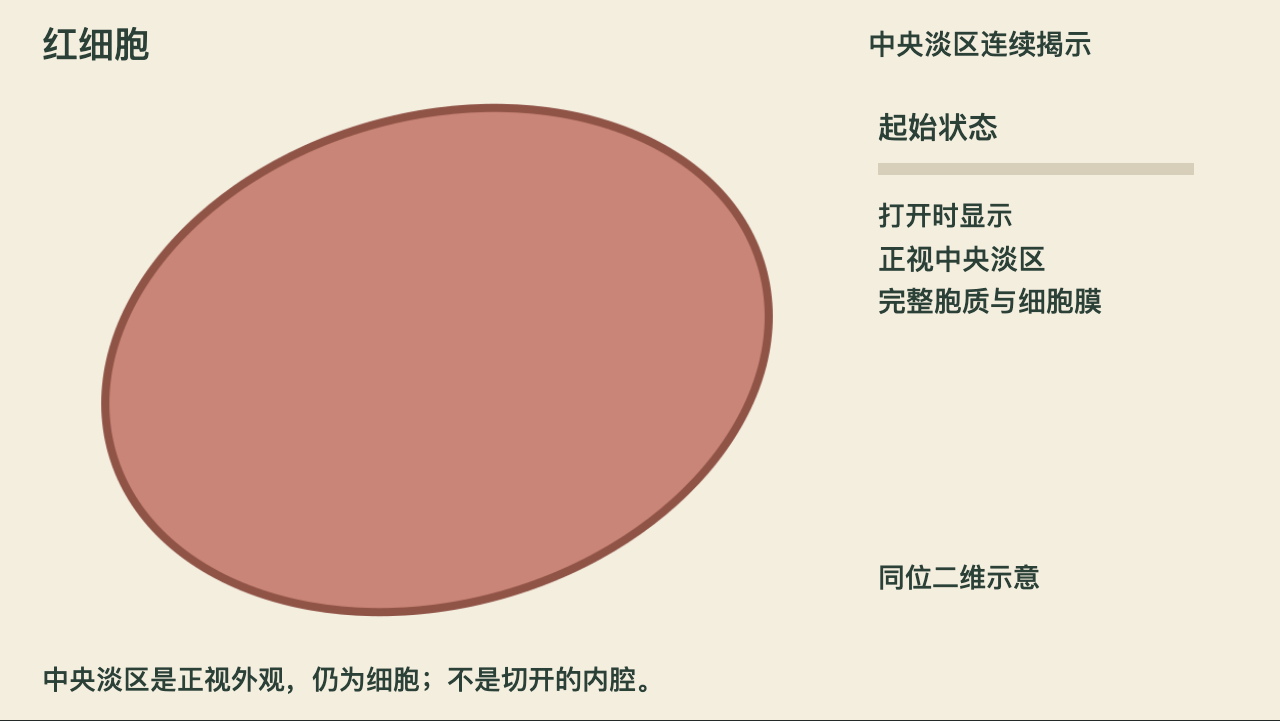 红细胞
中央淡区连续揭示
起始状态
打开时显示
正视中央淡区
完整胞质与细胞膜
同位二维示意
中央淡区是正视外观，仍为细胞；不是切开的内腔。